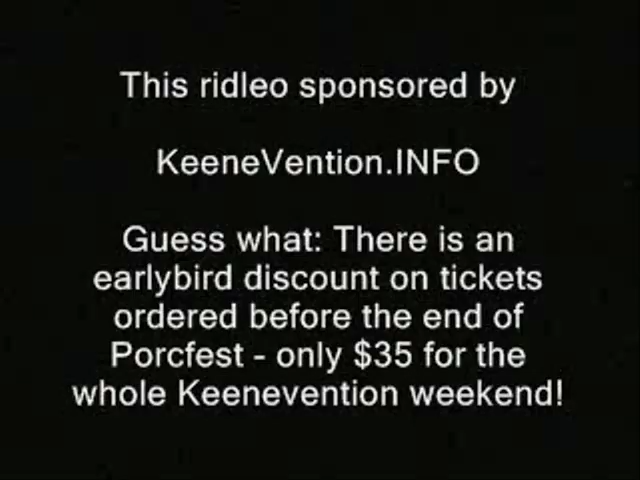 This ridleo sponsored by
KeeneVention.INFO
Guess what: There is an
earlybird discount on tickets
ordered before the end of
Porcfest - only $35 for the
whole Keenevention weekend!